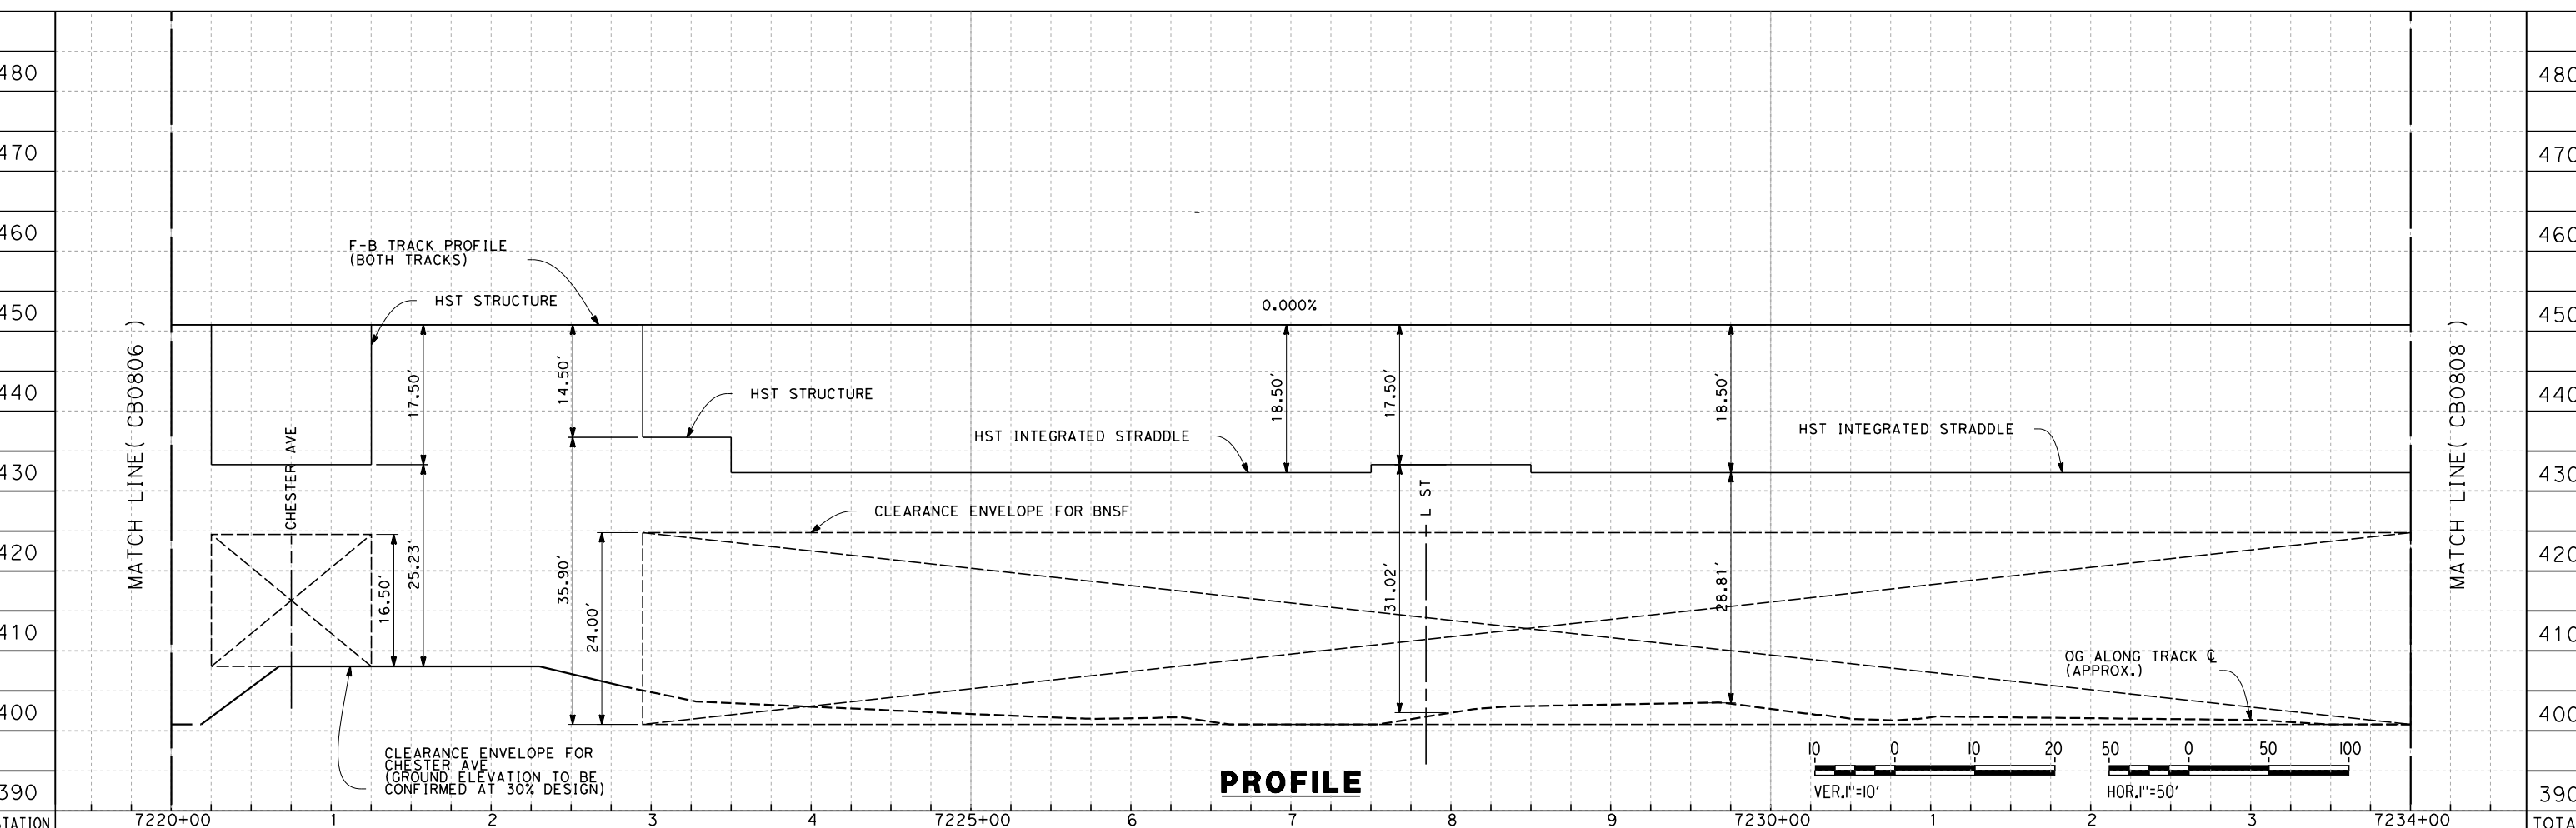 480 480
470 470
460 460
F-B TRACK PROFILE
(BOTH TRACKS)
HST STRUCTURE
0.000%
450 450
MATCH LINE( CB0806 )
17.50'
14.50'
18.50'
17.50'
18.50'
MATCH LINE( CB0808 )
440 440
HST STRUCTURE
HST INTEGRATED STRADDLE
HST INTEGRATED STRADDLE
CHESTER AVE
430 430
L ST
CLEARANCE ENVELOPE FOR BNSF
420 420
16.50'
25.23'
35.90'
24.00'
31.02'
28.81'
410 410
OG ALONG TRACK ℄
(APPROX.)
400 400
CLEARANCE ENVELOPE FOR
CHESTER AVE
(GROUND ELEVATION TO BE
CONFIRMED AT 30% DESIGN)
PROFILE
10 0 10 20
VER.1"=10'
50 0 50 100
HOR.1"=50'
390 390
STATION 7220+00 1 2 3 4 7225+00 6 7 8 9 7230+00 1 2 3 7234+00 TOTA